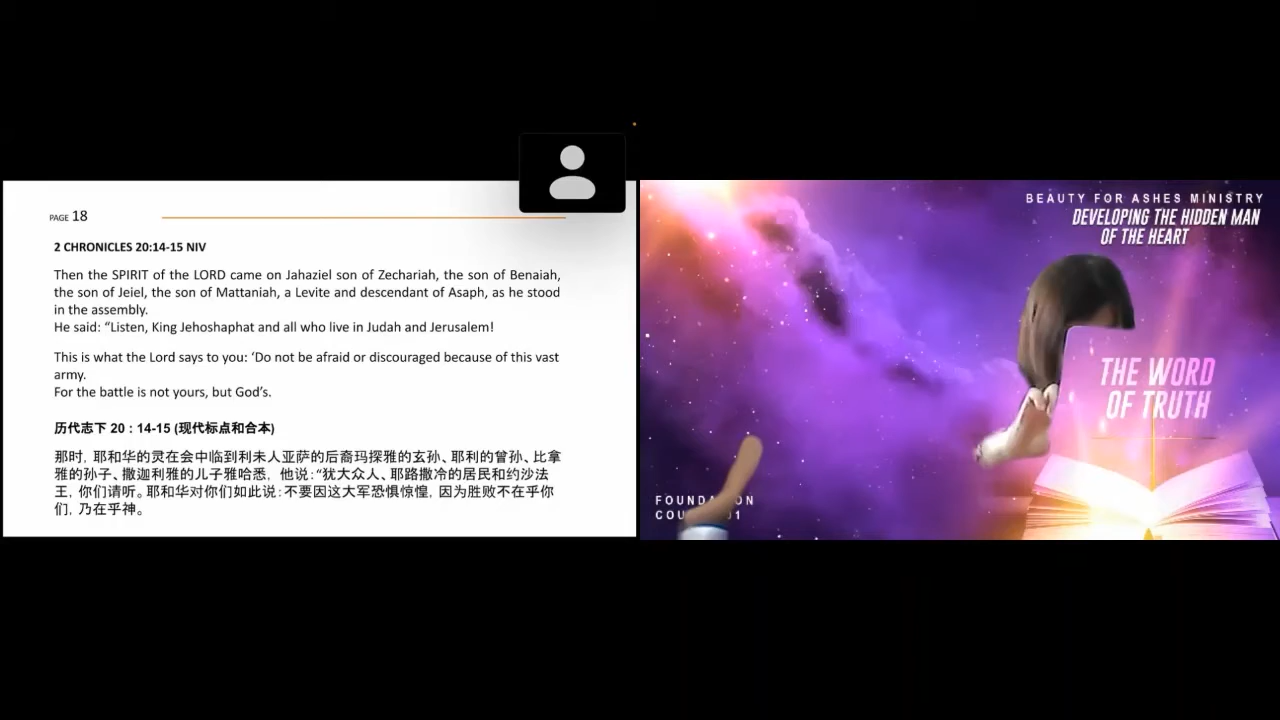 PAGE 18
2 CHRONICLES 20:14-15 NIV
Then the SPIRIT of the LORD came on Jahaziel son of Zechariah, the son of Benaiah,
the son of Jeiel, the son of Mattaniah, a Levite and descendant of Asaph, as he stood
in the assembly.
He said: “Listen, King Jehoshaphat and all who live in Judah and Jerusalem!
This is what the Lord says to you: ‘Do not be afraid or discouraged because of this vast
army.
For the battle is not yours, but God’s.
历代志下 20：14-15 (现代标点和合本)
那时，耶和华的灵在会中临到利未人亚萨的后裔玛探雅的玄孙、耶利的曾孙、比拿
雅的孙子、撒迦利雅的儿子雅哈悉，他说：“犹大众人、耶路撒冷的居民和约沙法
王，你们请听。耶和华对你们如此说：不要因这大军恐惧惊惶，因为胜败不在乎你
们，乃在乎神。
BEAUTY FOR ASHES MINISTRY
DEVELOPING THE HIDDEN MAN
OF THE HEART
THE WORD
OF TRUTH